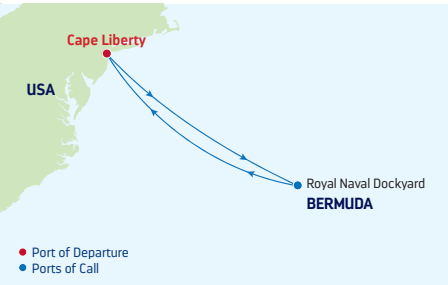 Cape Liberty
USA
Royal Naval Dockyard
BERMUDA
Port of Departure
Ports of Call